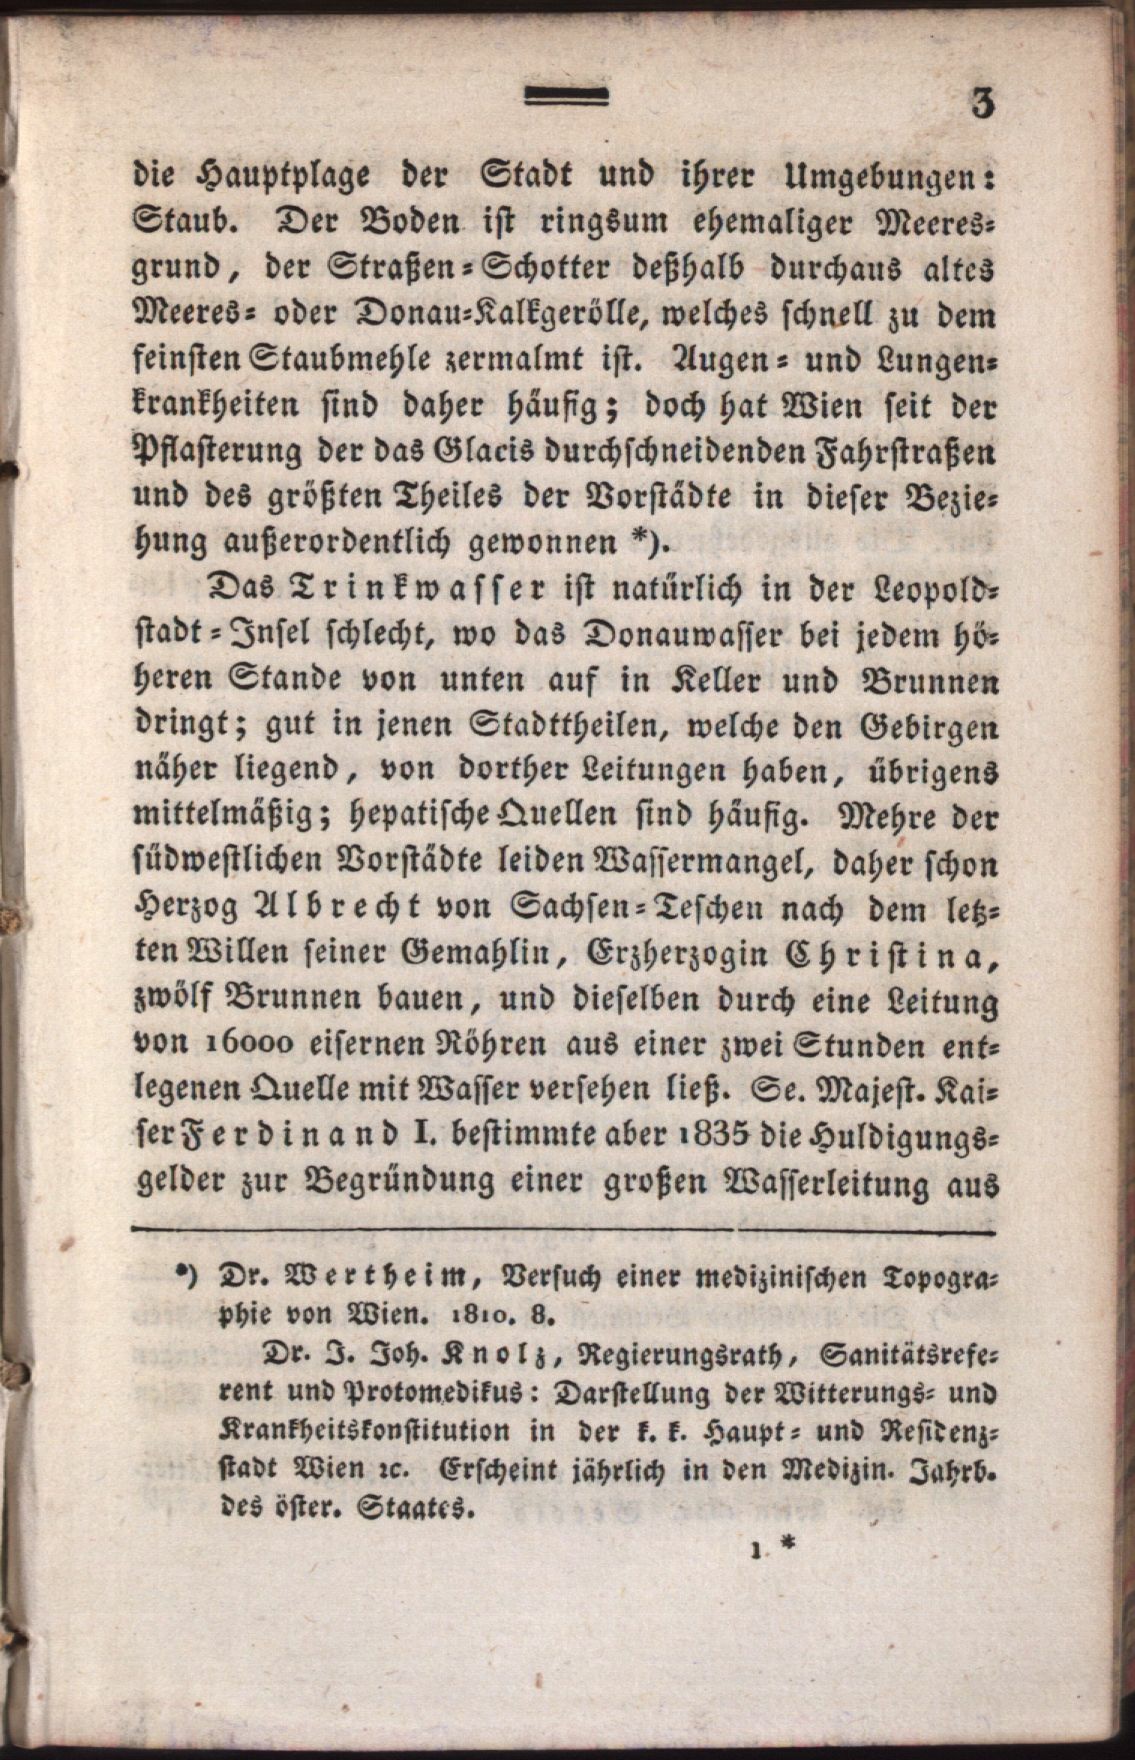 3
die Hauptplage der Stadt und ihrer Umgebungen:
Staub. Der Boden ist ringsum ehemaliger Meeres-
grund, der Straßen-Schotter deßhalb durchaus altes
Meeres- oder Donau-Kalkgerölle, welches schnell zu dem
feinsten Staubmehle zermalmt ist. Augen- und Lungen-
krankheiten sind daher häufig; doch hat Wien seit der
Pflasterung der das Glacis durchschneidenden Fahrstraßen
und des größten Theiles der Vorstädte in dieser Bezie-
hung außerordentlich gewonnen *).
Das Trinkwasser ist natürlich in der Leopold-
stadt-Insel schlecht, wo das Donauwasser bei jedem hö-
heren Stande von unten auf in Keller und Brunnen
dringt; gut in jenen Stadttheilen, welche den Gebirgen
näher liegend, von dorther Leitungen haben, übrigens
mittelmäßig; hepatische Quellen sind häufig. Mehre der
südwestlichen Vorstädte leiden Wassermangel, daher schon
Herzog Albrecht von Sachsen-Teschen nach dem letz-
ten Willen seiner Gemahlin, Erzherzogin Christina,
zwölf Brunnen bauen, und dieselben durch eine Leitung
von 16000 eisernen Röhren aus einer zwei Stunden ent-
legenen Quelle mit Wasser versehen ließ. Se. Majest. Kai-
ser Ferdinand I. bestimmte aber 1835 die Huldigungs-
gelder zur Begründung einer großen Wasserleitung aus
*) Dr. Wertheim, Versuch einer medizinischen Topogra-
phie von Wien. 1810. 8.
Dr. J. Joh. Knolz, Regierungsrath, Sanitätsrefe-
rent und Protomedikus: Darstellung der Witterungs- und
Krankheitskonstitution in der k. k. Haupt- und Residenz-
stadt Wien ꝛc. Erscheint jährlich in den Medizin. Jahrb.
des öster. Staates.
1 *